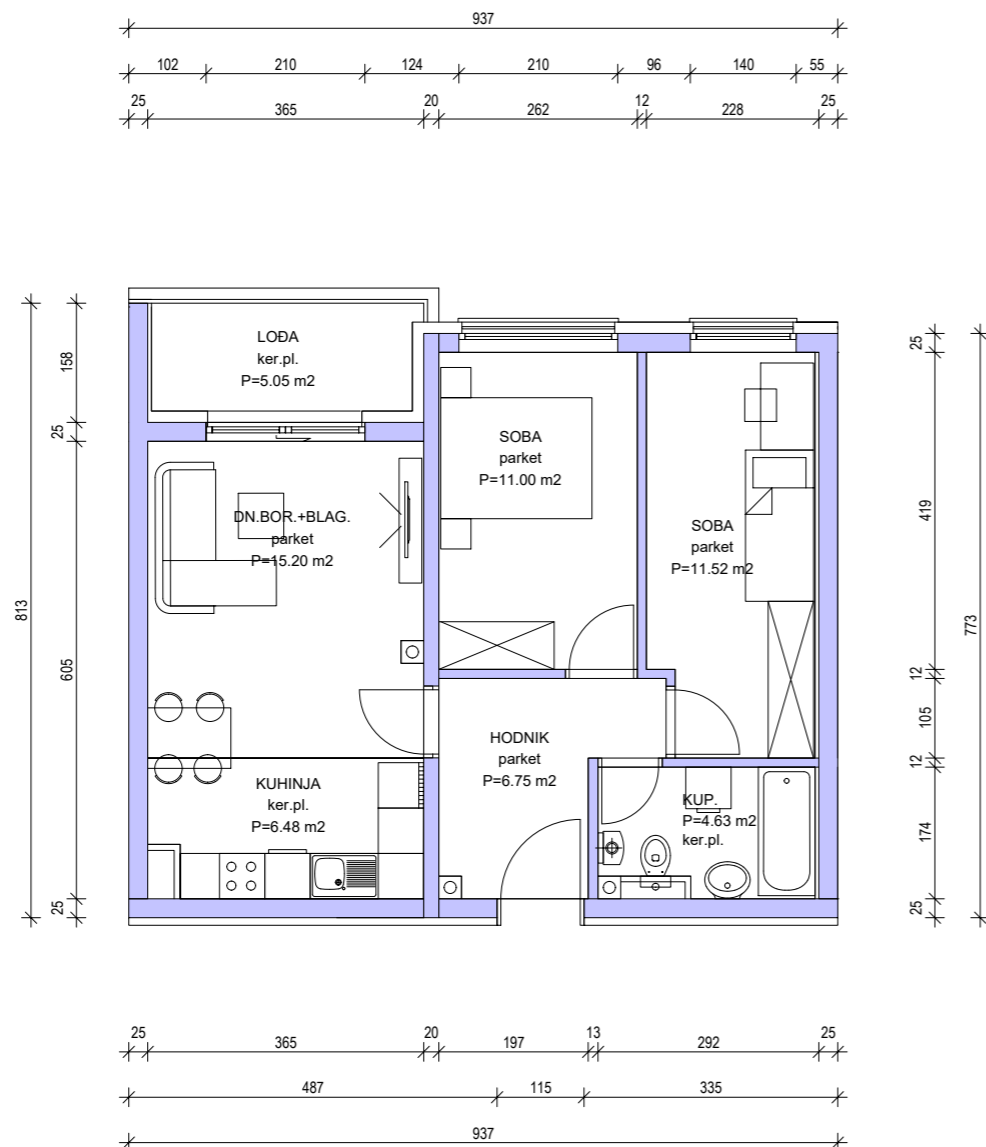 937
102 210 124 210 96 140 55
25 365 20 262 12 228 25
LOĐA
ker.pl.
P=5.05 m2
158
25
605
813
25
SOBA
parket
P=11.00 m2
DN.BOR.+BLAG.
parket
P=15.20 m2
SOBA
parket
P=11.52 m2
25
419
12
105
12
174
25
773
HODNIK
parket
P=6.75 m2
KUHINJA
ker.pl.
P=6.48 m2
KUP.
P=4.63 m2
ker.pl.
25 365 20 197 13 292 25
487 115 335
937